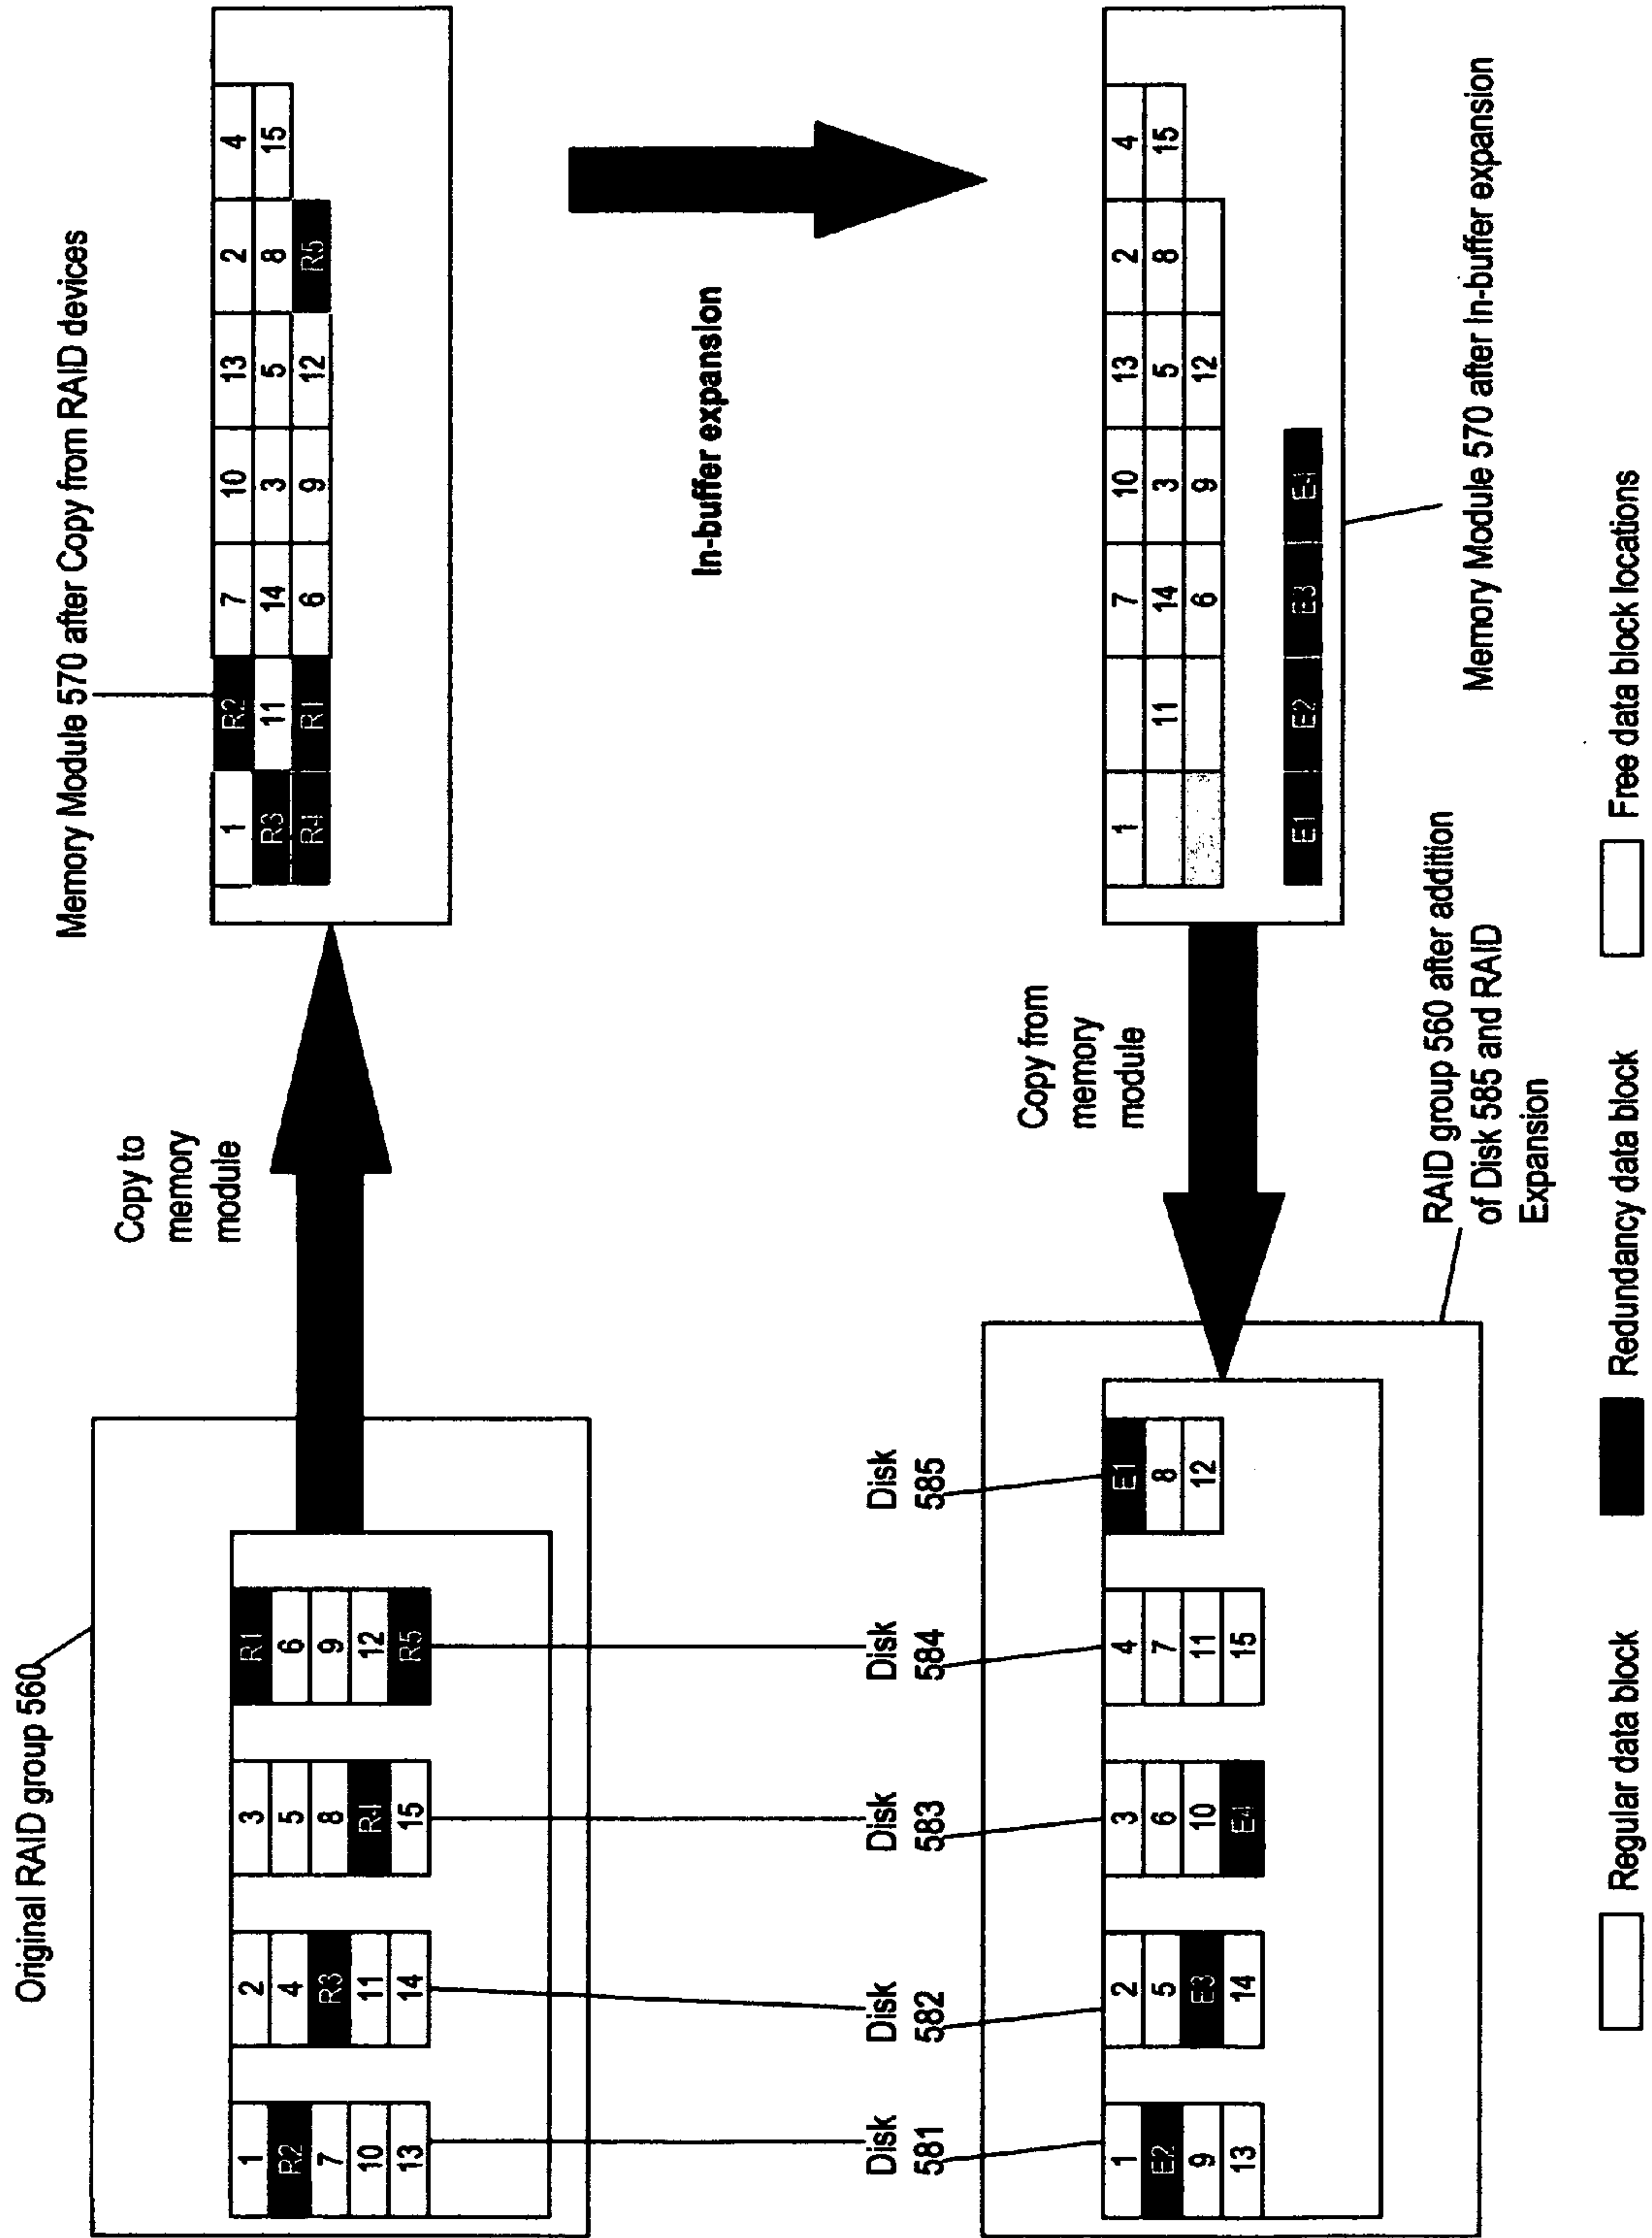 Original RAID group 560
1 2 3 R1
R2 4 5 6
7 R3 8 9
10 11 R4 12
13 14 15 R5
Copy to
memory
module
Memory Module 570 after Copy from RAID devices
1 R2 7 10 13 2 4
R3 11 14 3 5 8 15
R4 R1 6 9 12 R5
In-buffer expansion
Disk
581
Disk
582
Disk
583
Disk
584
Disk
585
1 2 3 4 E1
E2 5 6 7 8
9 E3 10 11 12
13 14 E4 15
Copy from
memory
module
1 7 10 13 2 4
11 14 3 5 8 15
6 9 12
E1 E2 E3 E4
RAID group 560 after addition
of Disk 585 and RAID
Expansion
Memory Module 570 after In-buffer expansion
Regular data block
Redundancy data block
Free data block locations